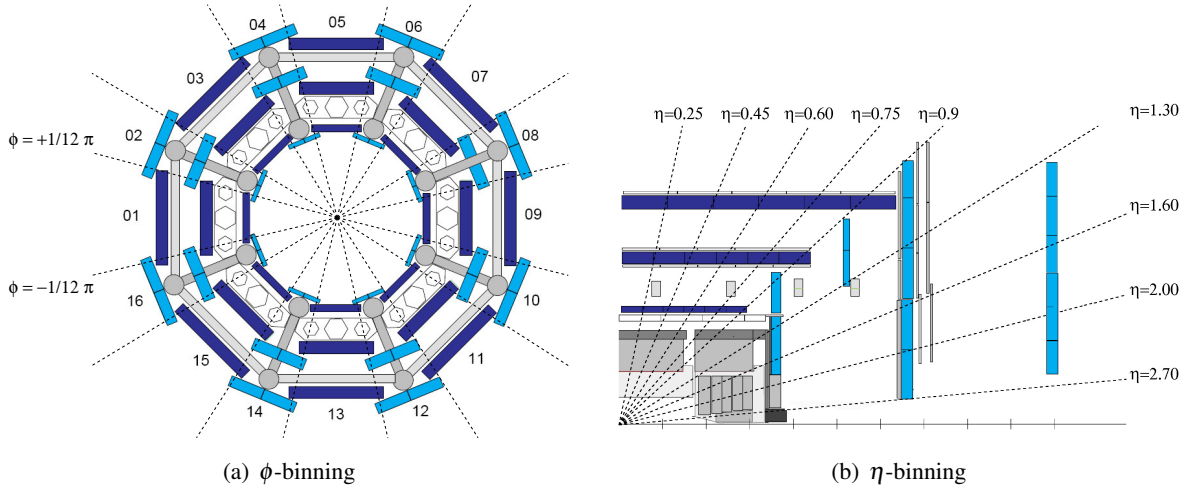 04 05 06
03 07
02 08
ϕ = +1/12 π
01 09
ϕ = −1/12 π
16 10
15 11
14 13 12
(a) ϕ-binning
η=0.25 η=0.45 η=0.60 η=0.75 η=0.9 η=1.30
η=1.60
η=2.00
η=2.70
(b) η-binning